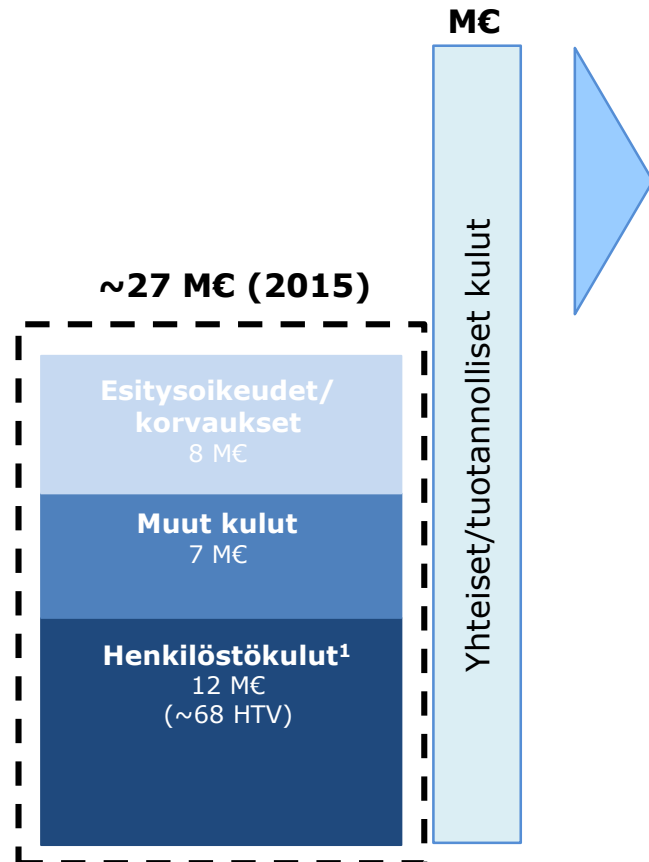 M€
~27 M€ (2015)
Esitysoikeudet/
korvaukset
8 M€
Muut kulut
7 M€
Henkilöstökulut¹
12 M€
(~68 HTV)
Yhteiset/tuotannolliset kulut